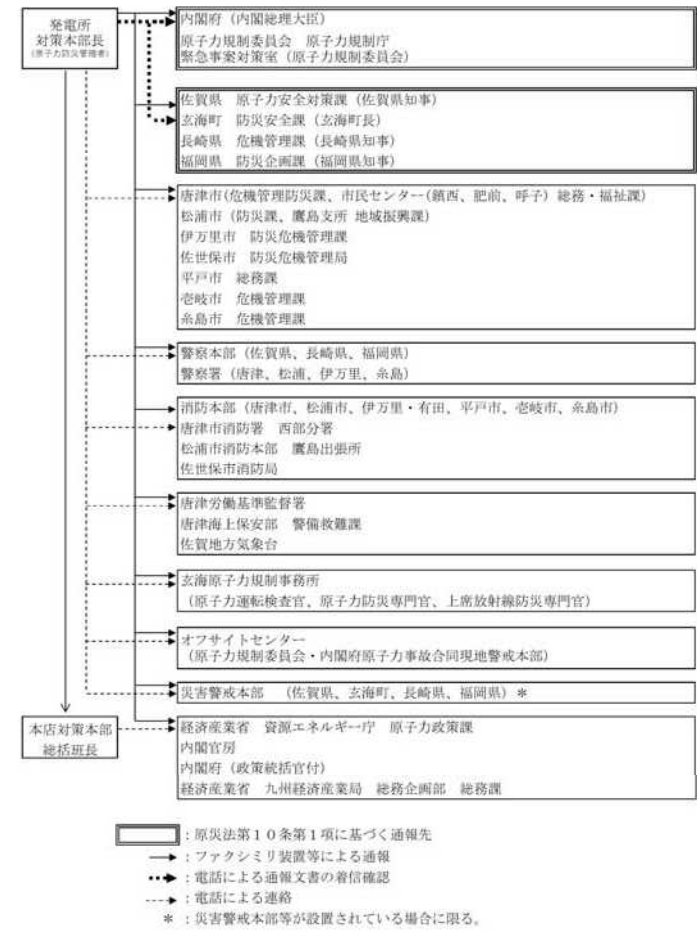 発電所
対策本部長
(原子力防災管理者)
内閣府（内閣総理大臣）
原子力規制委員会　原子力規制庁
緊急事案対策室（原子力規制委員会）
佐賀県　原子力安全対策課（佐賀県知事）
玄海町　防災安全課（玄海町長）
長崎県　危機管理課（長崎県知事）
福岡県　防災企画課（福岡県知事）
唐津市(危機管理防災課、市民センター(鎮西、肥前、呼子）総務・福祉課）
松浦市（防災課、鷹島支所 地域振興課）
伊万里市　防災危機管理課
佐世保市　防災危機管理局
平戸市　総務課
壱岐市　危機管理課
糸島市　危機管理課
警察本部（佐賀県、長崎県、福岡県）
警察署（唐津、松浦、伊万里、糸島）
消防本部（唐津市、松浦市、伊万里・有田、平戸市、壱岐市、糸島市）
唐津市消防署　西部分署
松浦市消防本部　鷹島出張所
佐世保市消防局
唐津労働基準監督署
唐津海上保安部　警備救難課
佐賀地方気象台
玄海原子力規制事務所
（原子力運転検査官、原子力防災専門官、上席放射線防災専門官）
オフサイトセンター
（原子力規制委員会・内閣府原子力事故合同現地警戒本部）
災害警戒本部　（佐賀県、玄海町、長崎県、福岡県）＊
本店対策本部
総括班長
経済産業省　資源エネルギー庁　原子力政策課
内閣官房
内閣府（政策統括官付）
経済産業省　九州経済産業局　総務企画部　総務課
：原災法第１０条第１項に基づく通報先
：ファクシミリ装置等による通報
：電話による通報文書の着信確認
：電話による連絡
＊：災害警戒本部等が設置されている場合に限る。